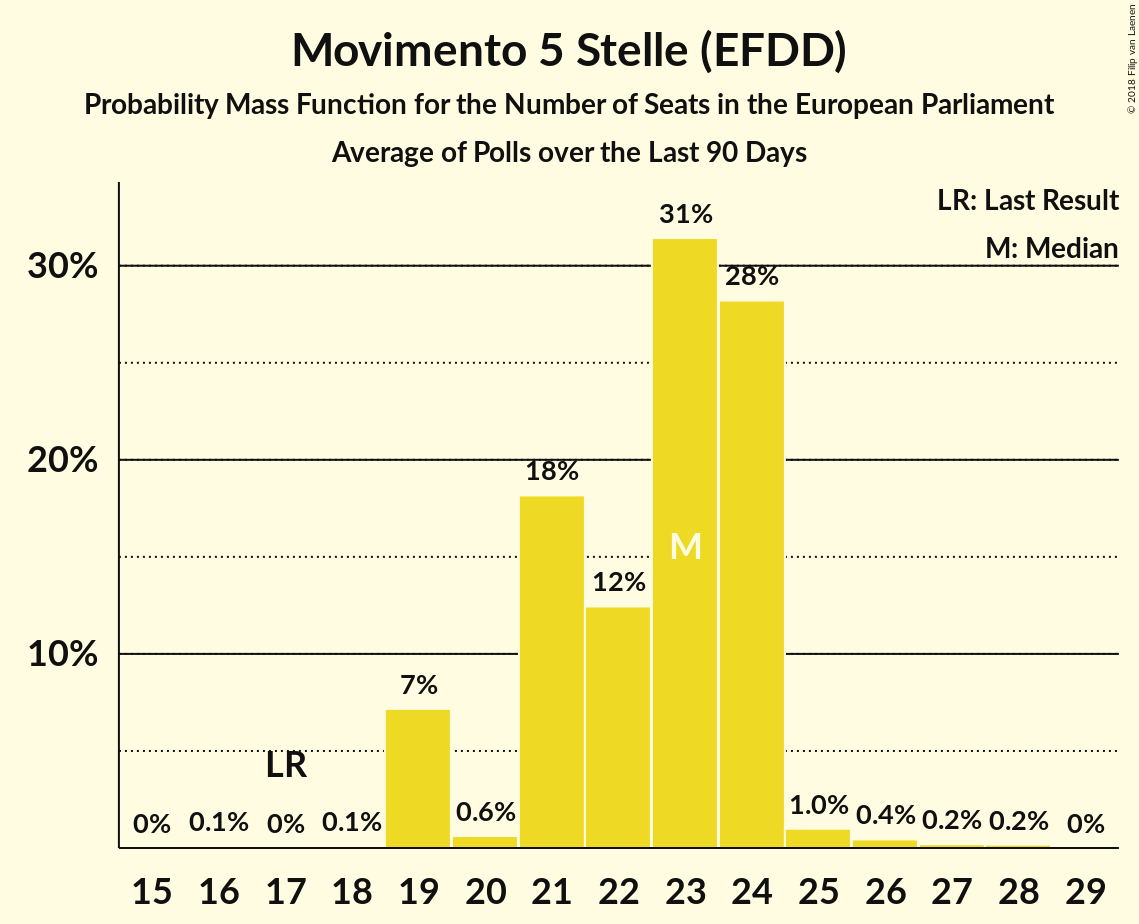 Movimento 5 Stelle (EFDD)
Probability Mass Function for the Number of Seats in the European Parliament
Average of Polls over the Last 90 Days
© 2018 Filip van Laenen
LR: Last Result
M: Median
30%
20%
10%
0%
0.1%
0%
0.1%
7%
0.6%
18%
12%
31%
28%
1.0%
0.4%
0.2%
0.2%
0%
LR
M
15 16 17 18 19 20 21 22 23 24 25 26 27 28 29